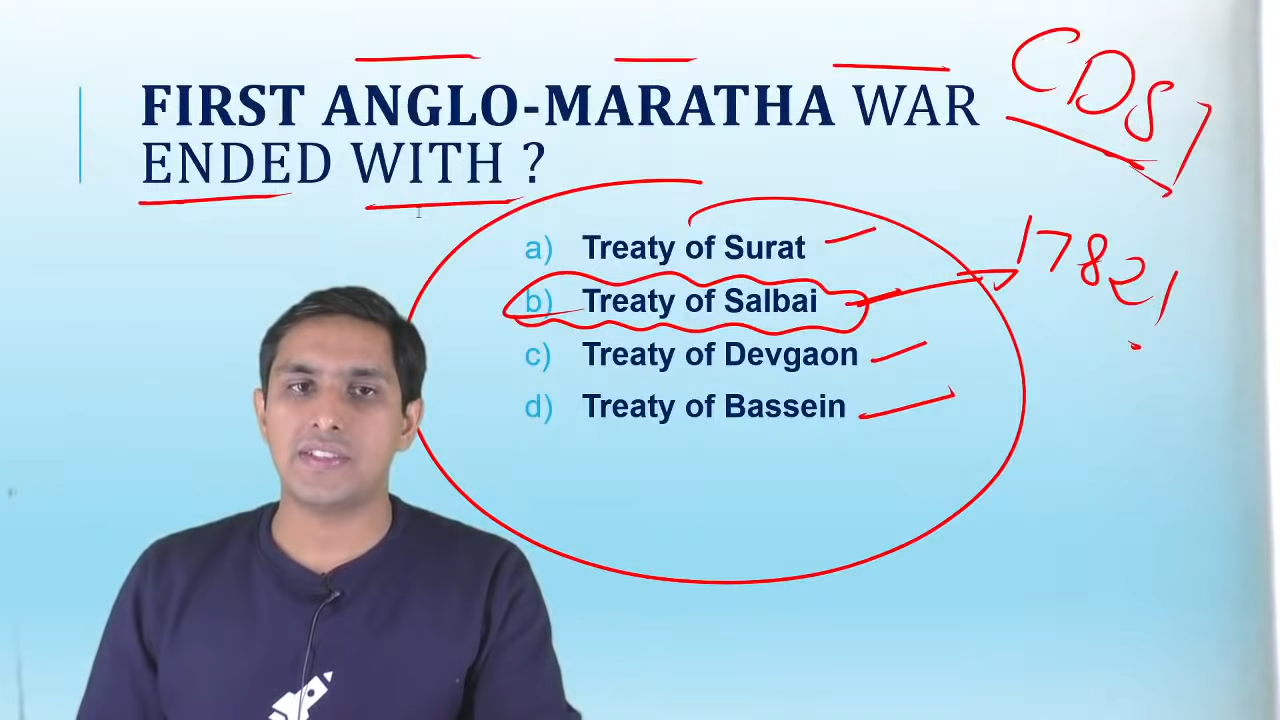 FIRST ANGLO-MARATHA WAR
ENDED WITH ?
CDS
a) Treaty of Surat
b) Treaty of Salbai
1782
c) Treaty of Devgaon
d) Treaty of Bassein